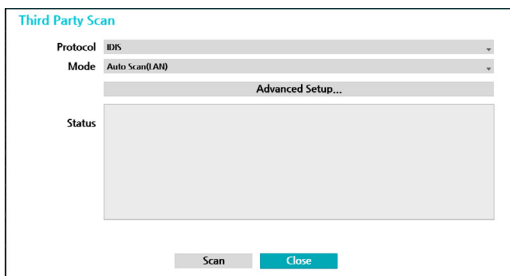 Third Party Scan
Protocol IDIS
Mode Auto Scan(LAN)
Advanced Setup...
Status
Scan Close